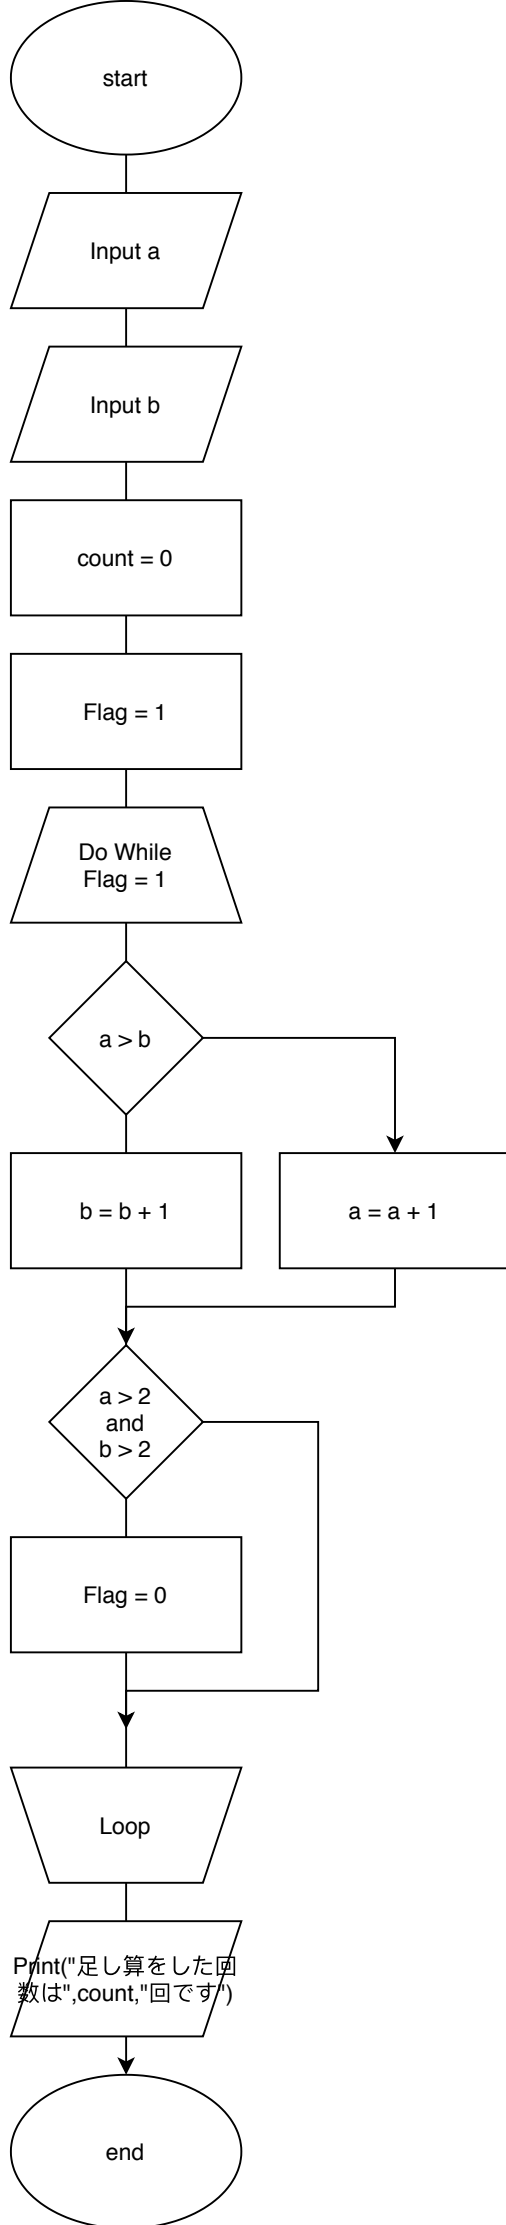 start
Input a
Input b
count = 0
Flag = 1
Do While
Flag = 1
a > b
b = b + 1
a = a + 1
a > 2
and
b > 2
Flag = 0
Loop
Print("足し算をした回
数は",count,"回です")
end